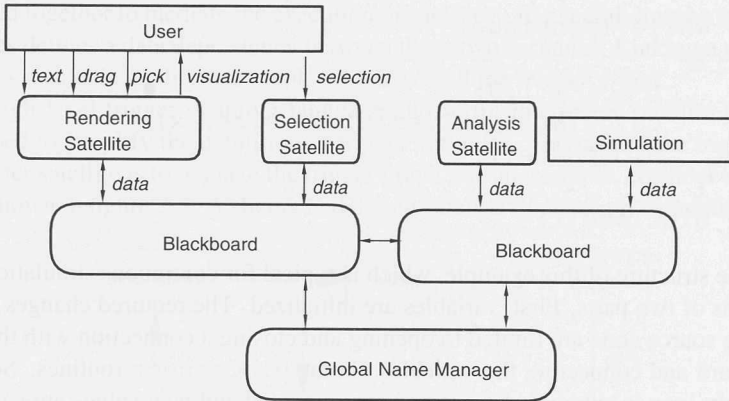 User
text drag pick visualization selection
Rendering
Satellite
Selection
Satellite
Analysis
Satellite
Simulation
data data data data
Blackboard
Blackboard
Global Name Manager